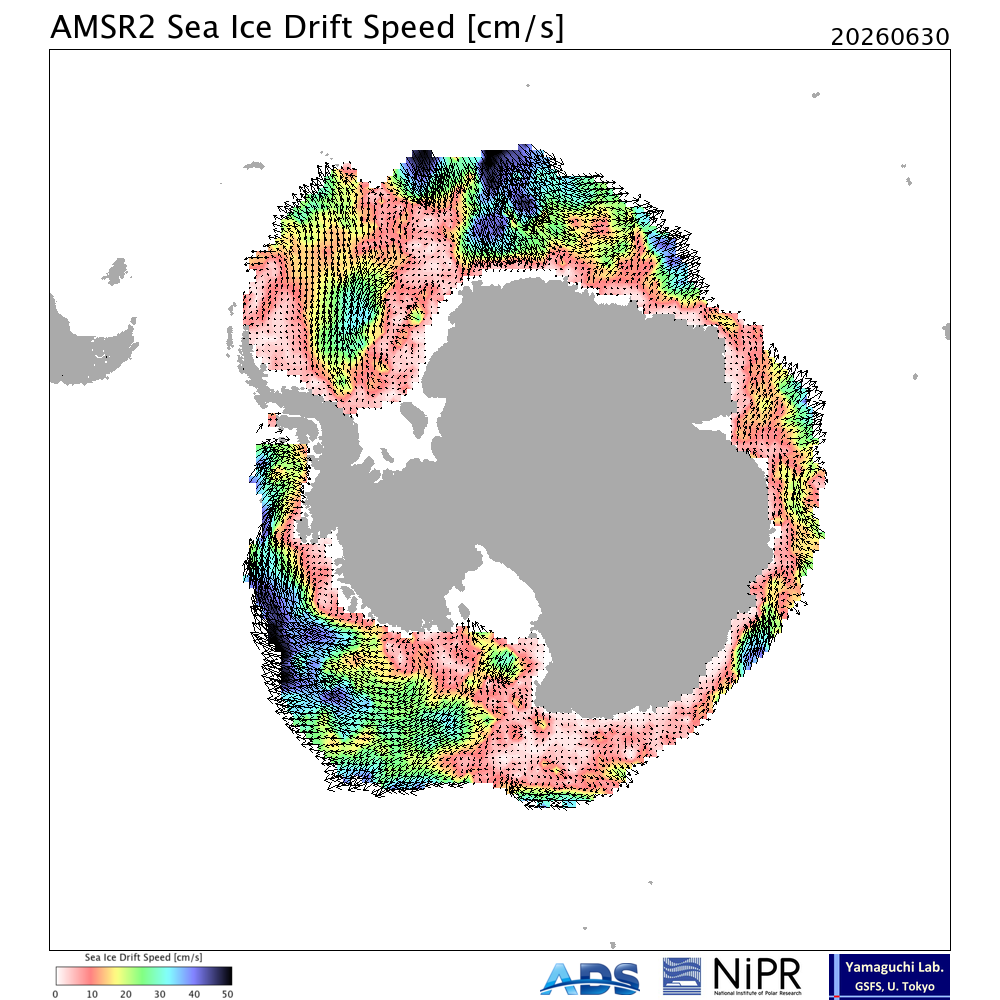 AMSR2 Sea Ice Drift Speed [cm/s]
20260630
Sea Ice Drift Speed [cm/s]
0 10 20 30 40 50
ADS
NiPR
National Institute of Polar Research
Yamaguchi Lab.
GSFS, U. Tokyo